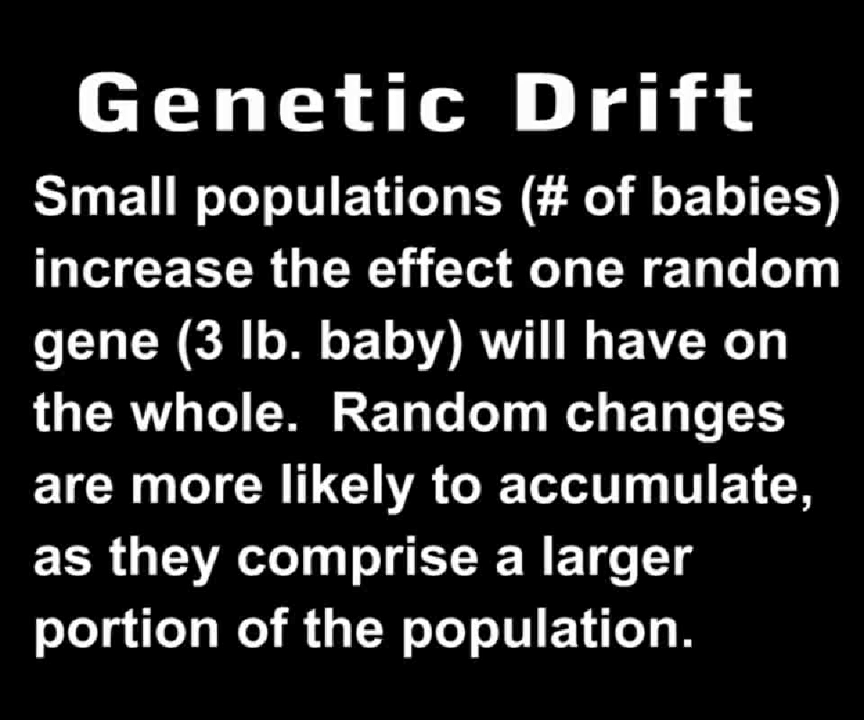 Genetic Drift
Small populations (# of babies)
increase the effect one random
gene (3 lb. baby) will have on
the whole.  Random changes
are more likely to accumulate,
as they comprise a larger
portion of the population.